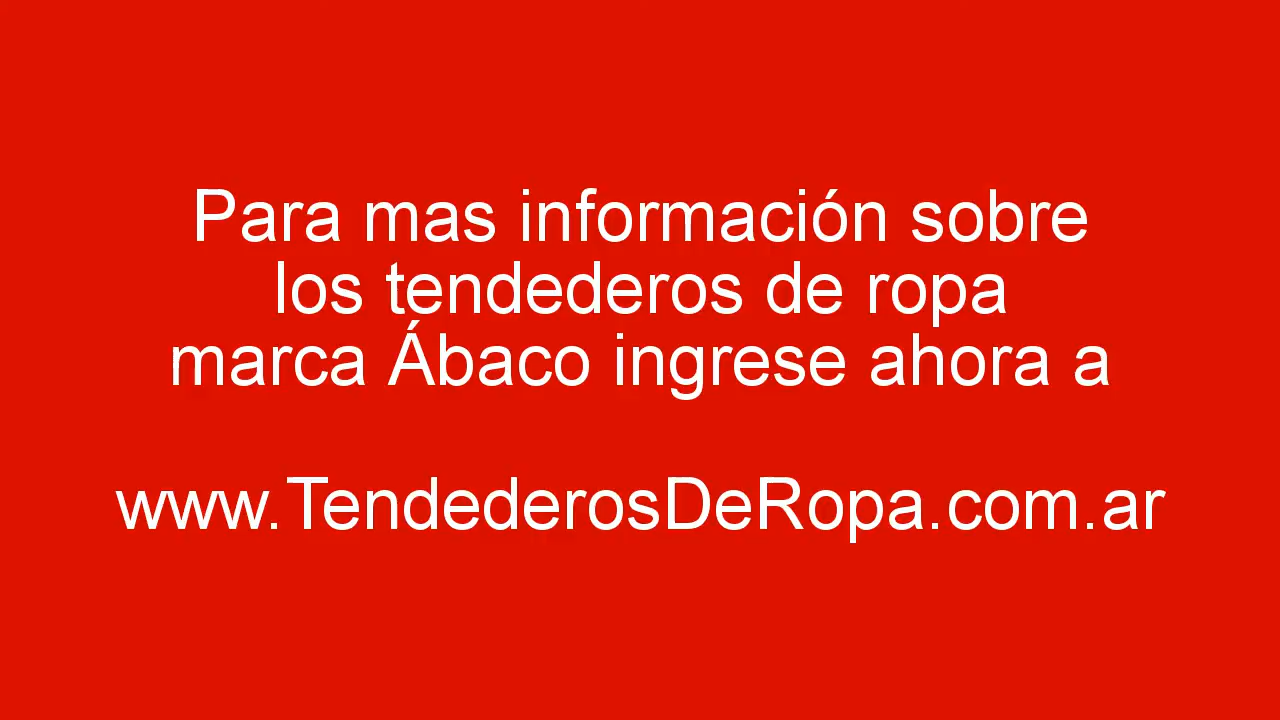 Para mas información sobre
los tendederos de ropa
marca Ábaco ingrese ahora a
www.TendederosDeRopa.com.ar